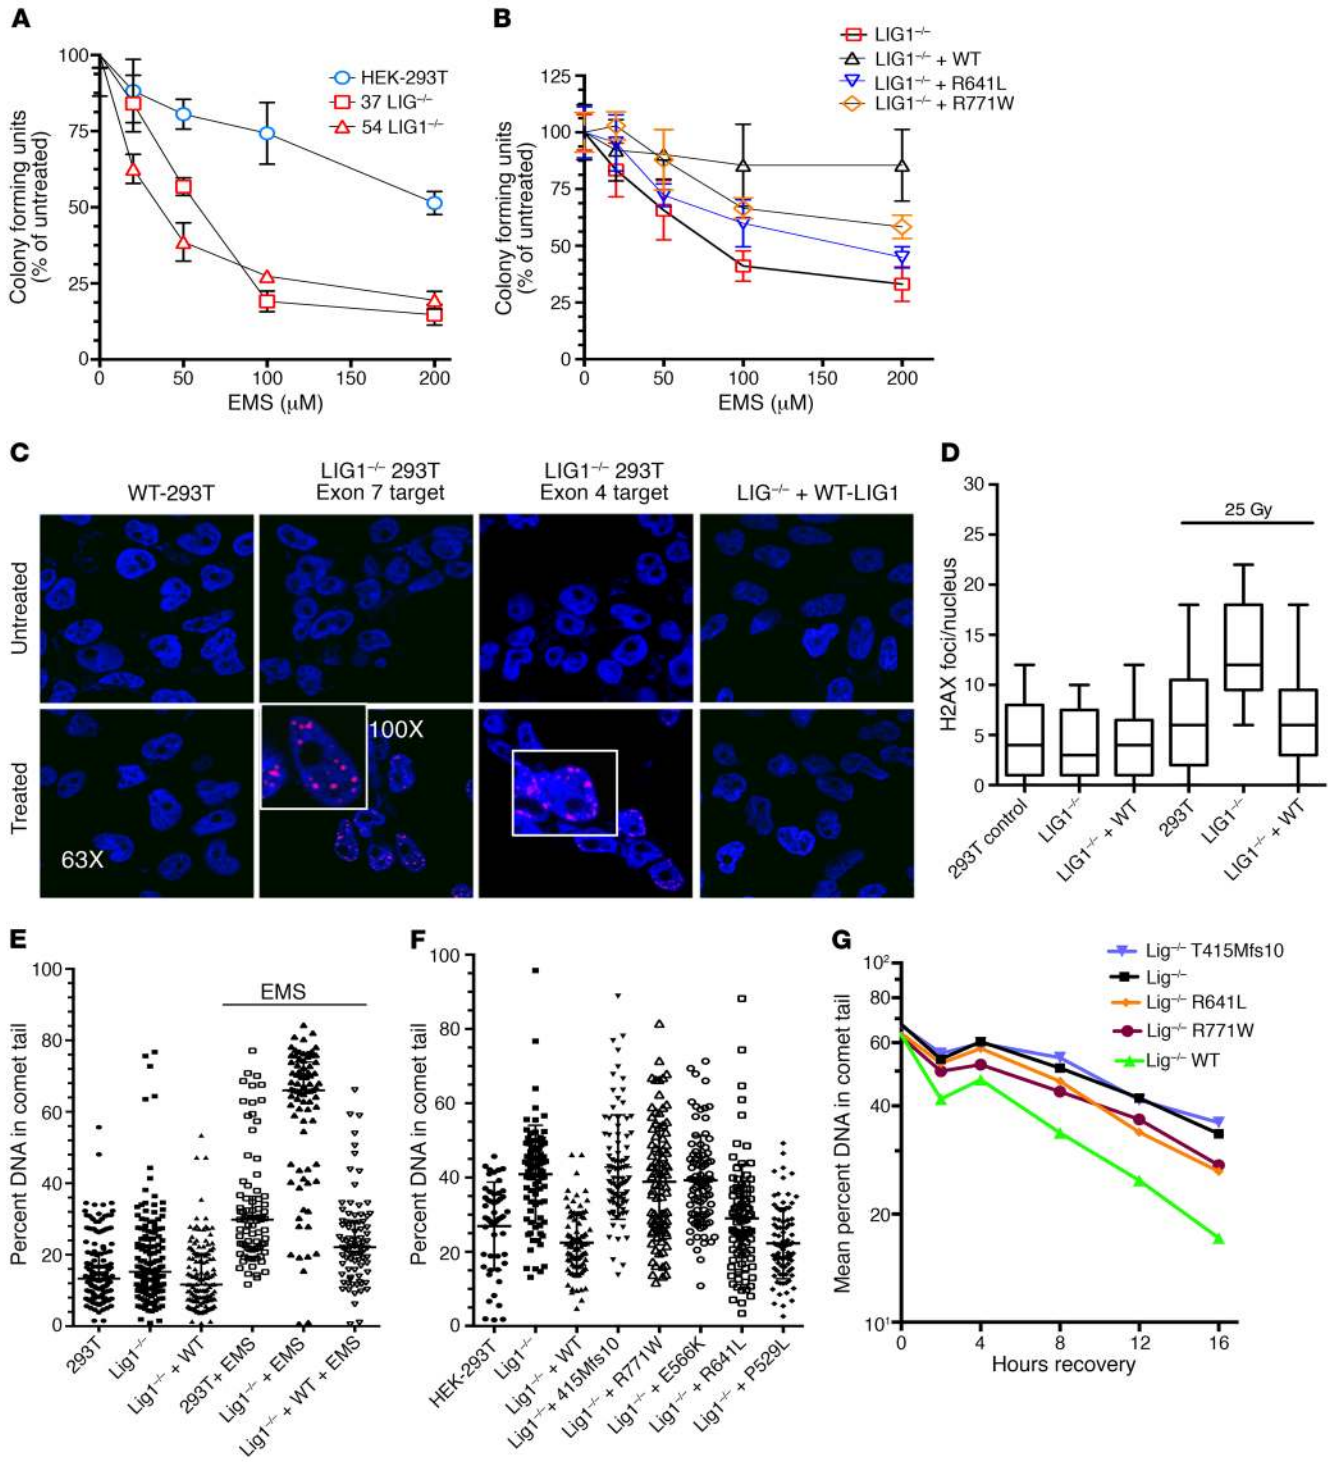 A
100
75
50
25
0
0
50
100
150
200
Colony forming units
(% of untreated)
EMS (μM)
HEK-293T
37 LIG⁻/⁻
54 LIG1⁻/⁻
B
125
100
75
50
25
0
0
50
100
150
200
Colony forming units
(% of untreated)
EMS (μM)
LIG1⁻/⁻
LIG1⁻/⁻ + WT
LIG1⁻/⁻ + R641L
LIG1⁻/⁻ + R771W
C
WT-293T
LIG1⁻/⁻ 293T
Exon 7 target
LIG1⁻/⁻ 293T
Exon 4 target
LIG⁻/⁻ + WT-LIG1
Untreated
Treated
63X
100X
D
30
25
20
15
10
5
0
H2AX foci/nucleus
25 Gy
293T control
LIG1⁻/⁻
LIG1⁻/⁻ + WT
293T
LIG1⁻/⁻
LIG1⁻/⁻ + WT
E
100
80
60
40
20
0
Percent DNA in comet tail
EMS
293T
Lig1⁻/⁻
Lig1⁻/⁻ + WT
293T+ EMS
Lig1⁻/⁻ + EMS
Lig1⁻/⁻ + WT + EMS
F
100
80
60
40
20
0
Percent DNA in comet tail
HEK-293T
Lig1⁻/⁻
Lig1⁻/⁻ + WT
Lig1⁻/⁻+ 415Mfs10
Lig1⁻/⁻ + R771W
Lig1⁻/⁻ + E566K
Lig1⁻/⁻ + R641L
Lig1⁻/⁻ + P529L
G
10²
80
60
40
20
10¹
0
4
8
12
16
Mean percent DNA in comet tail
Hours recovery
Lig⁻/⁻ T415Mfs10
Lig⁻/⁻
Lig⁻/⁻ R641L
Lig⁻/⁻ R771W
Lig⁻/⁻ WT